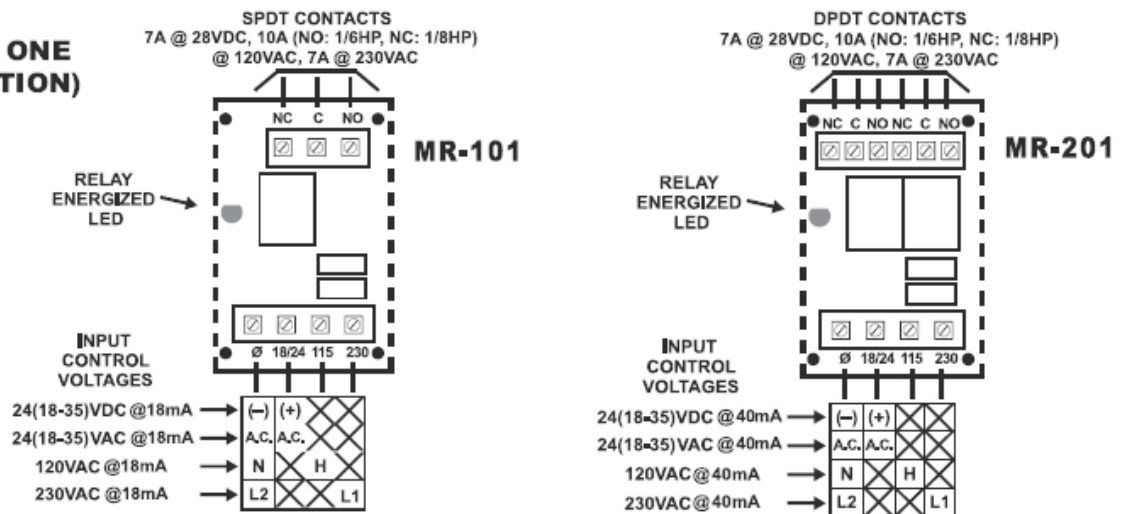 ONE
TION)
SPDT CONTACTS
7A @ 28VDC, 10A (NO: 1/6HP, NC: 1/8HP)
@ 120VAC, 7A @ 230VAC
NC C NO
MR-101
RELAY
ENERGIZED
LED
INPUT
CONTROL
VOLTAGES
Ø 18/24 115 230
24(18-35)VDC @18mA (–) (+)
24(18-35)VAC @18mA A.C. A.C.
120VAC @18mA N H
230VAC @18mA L2 L1
DPDT CONTACTS
7A @ 28VDC, 10A (NO: 1/6HP, NC: 1/8HP)
@ 120VAC, 7A @ 230VAC
NC C NO NC C NO
MR-201
RELAY
ENERGIZED
LED
INPUT
CONTROL
VOLTAGES
Ø 18/24 115 230
24(18-35)VDC @40mA (–) (+)
24(18-35)VAC @40mA A.C. A.C.
120VAC @40mA N H
230VAC @40mA L2 L1